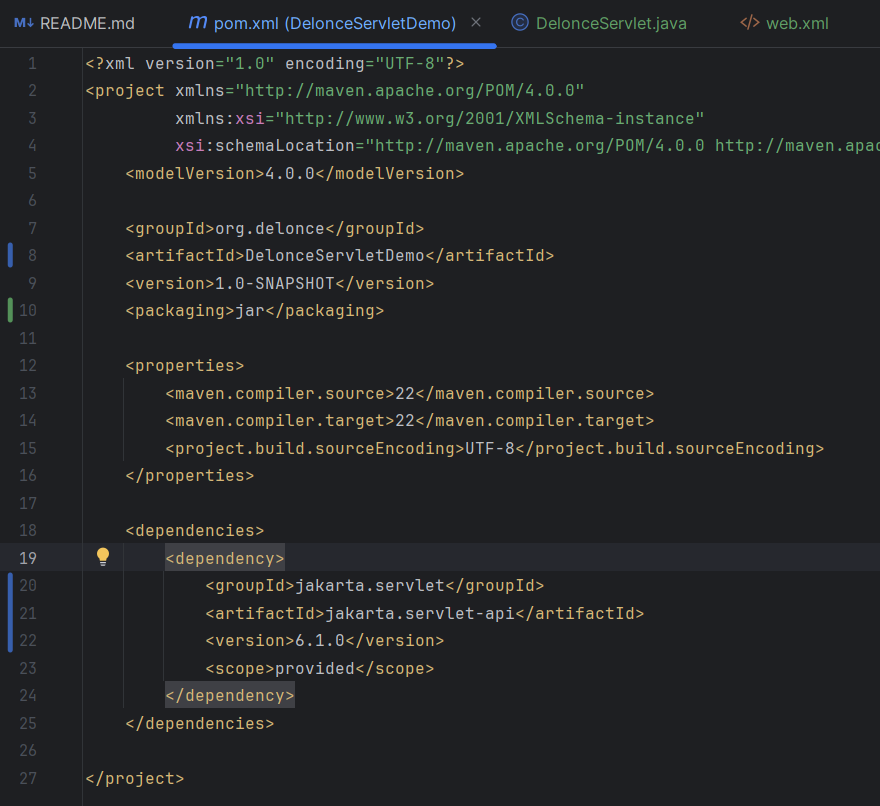 README.md
pom.xml (DelonceServletDemo)
DelonceServlet.java
web.xml
1 <?xml version="1.0" encoding="UTF-8"?>
2 <project xmlns="http://maven.apache.org/POM/4.0.0"
3 xmlns:xsi="http://www.w3.org/2001/XMLSchema-instance"
4 xsi:schemaLocation="http://maven.apache.org/POM/4.0.0 http://maven.apac
5 <modelVersion>4.0.0</modelVersion>
6
7 <groupId>org.delonce</groupId>
8 <artifactId>DelonceServletDemo</artifactId>
9 <version>1.0-SNAPSHOT</version>
10 <packaging>jar</packaging>
11
12 <properties>
13 <maven.compiler.source>22</maven.compiler.source>
14 <maven.compiler.target>22</maven.compiler.target>
15 <project.build.sourceEncoding>UTF-8</project.build.sourceEncoding>
16 </properties>
17
18 <dependencies>
19 <dependency>
20 <groupId>jakarta.servlet</groupId>
21 <artifactId>jakarta.servlet-api</artifactId>
22 <version>6.1.0</version>
23 <scope>provided</scope>
24 </dependency>
25 </dependencies>
26
27 </project>